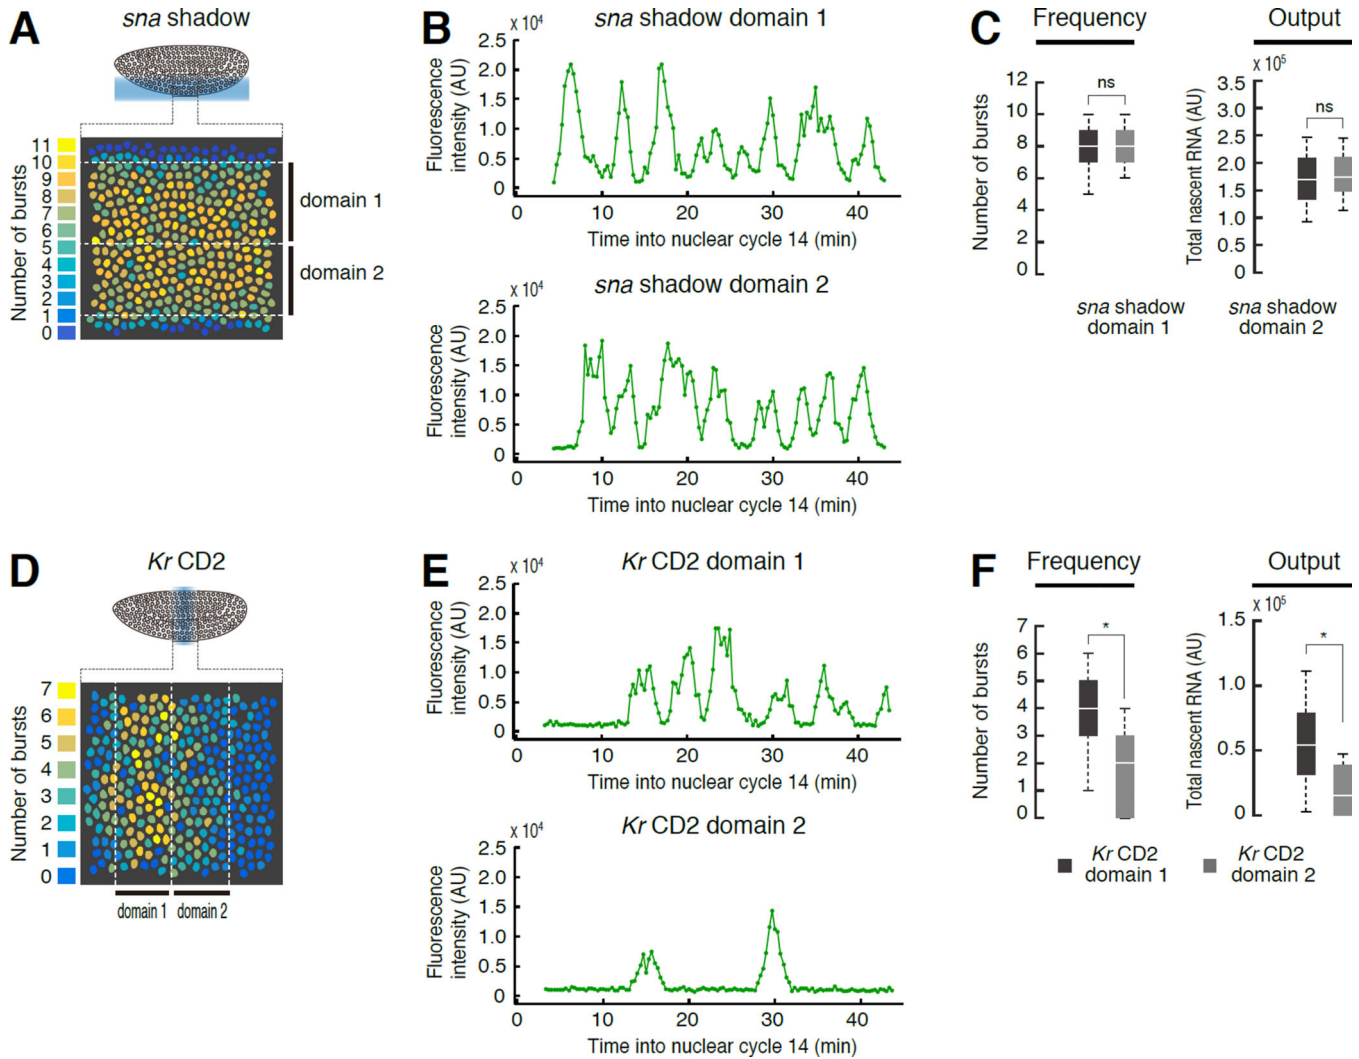 A
sna shadow
Number of bursts
11
10
9
8
7
6
5
4
3
2
1
0
domain 1
domain 2
B
sna shadow domain 1
x 10⁴
Fluorescence
intensity (AU)
2.5
2.0
1.5
1.0
0.5
0
0 10 20 30 40
Time into nuclear cycle 14 (min)
sna shadow domain 2
x 10⁴
Fluorescence
intensity (AU)
2.5
2.0
1.5
1.0
0.5
0
0 10 20 30 40
Time into nuclear cycle 14 (min)
C
Frequency
Number of bursts
12
10
8
6
4
2
0
ns
Output
x 10⁵
Total nascent RNA (AU)
3.5
3.0
2.5
2.0
1.5
1.0
0.5
0
ns
sna shadow
domain 1
sna shadow
domain 2
D
Kr CD2
Number of bursts
7
6
5
4
3
2
1
0
domain 1 domain 2
E
Kr CD2 domain 1
x 10⁴
Fluorescence
intensity (AU)
2.5
2.0
1.5
1.0
0.5
0
0 10 20 30 40
Time into nuclear cycle 14 (min)
Kr CD2 domain 2
x 10⁴
Fluorescence
intensity (AU)
2.5
2.0
1.5
1.0
0.5
0
0 10 20 30 40
Time into nuclear cycle 14 (min)
F
Frequency
Number of bursts
7
6
5
4
3
2
1
0
*
Output
x 10⁵
Total nascent RNA (AU)
1.5
1.0
0.5
0
*
Kr CD2
domain 1
Kr CD2
domain 2